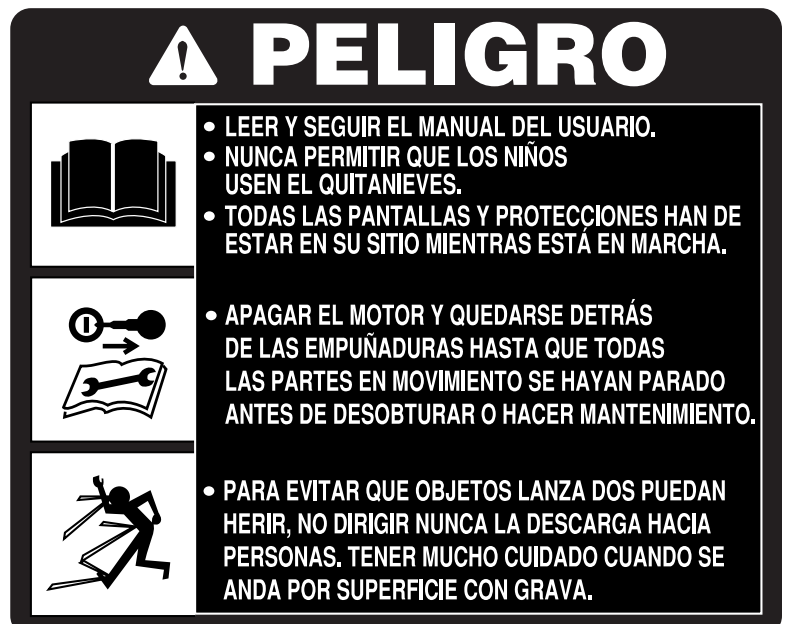 PELIGRO
• LEER Y SEGUIR EL MANUAL DEL USUARIO.
• NUNCA PERMITIR QUE LOS NIÑOS
USEN EL QUITANIEVES.
• TODAS LAS PANTALLAS Y PROTECCIONES HAN DE
ESTAR EN SU SITIO MIENTRAS ESTÁ EN MARCHA.
• APAGAR EL MOTOR Y QUEDARSE DETRÁS
DE LAS EMPUÑADURAS HASTA QUE TODAS
LAS PARTES EN MOVIMIENTO SE HAYAN PARADO
ANTES DE DESOBTURAR O HACER MANTENIMIENTO.
• PARA EVITAR QUE OBJETOS LANZA DOS PUEDAN
HERIR, NO DIRIGIR NUNCA LA DESCARGA HACIA
PERSONAS. TENER MUCHO CUIDADO CUANDO SE
ANDA POR SUPERFICIE CON GRAVA.